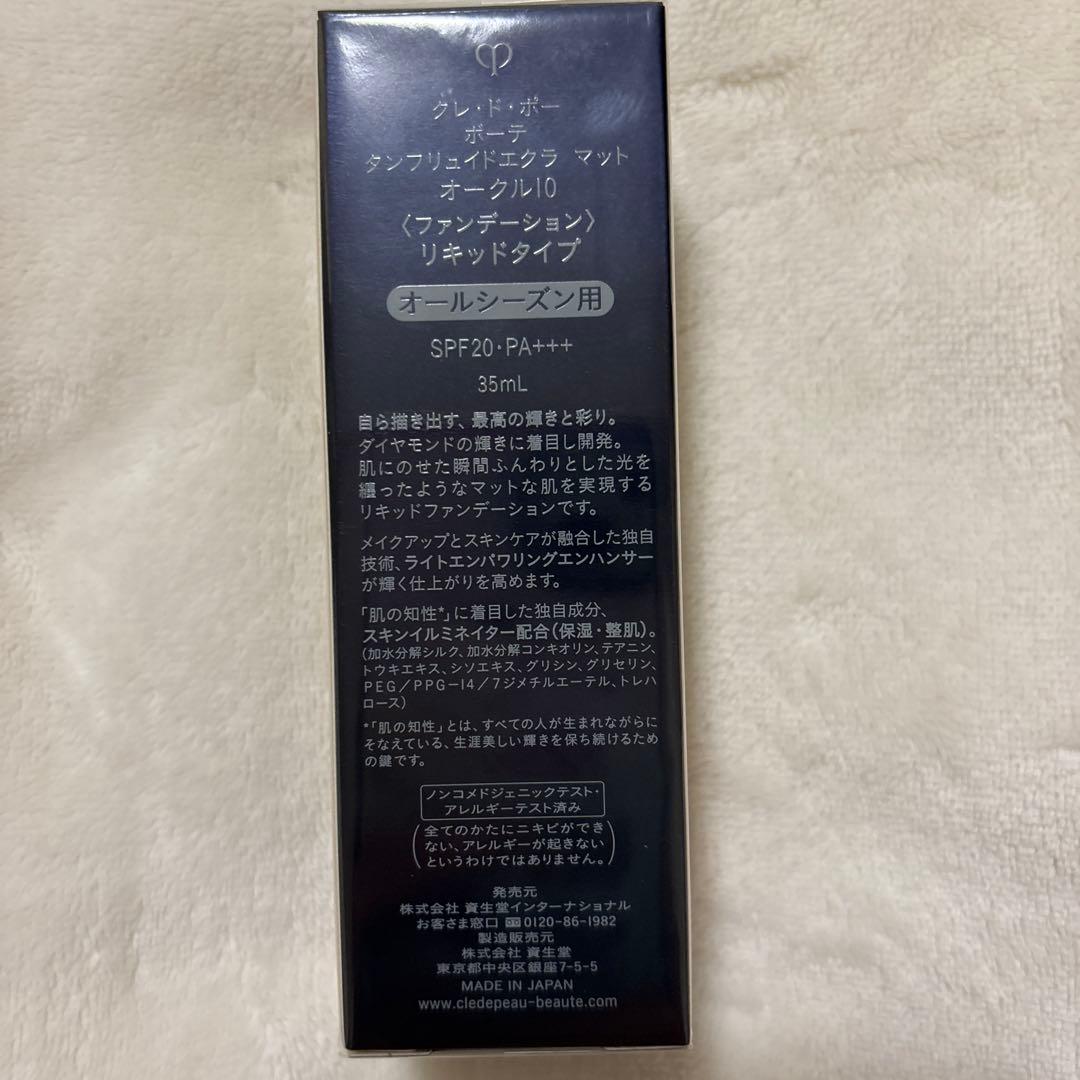 クレ・ド・ポー
ボーテ
タンフリュイドエクラ マット
オークル10
〈ファンデーション〉
リキッドタイプ
オールシーズン用
SPF20・PA+++
35mL
自ら描き出す、最高の輝きと彩り。
ダイヤモンドの輝きに着目し開発。
肌にのせた瞬間ふんわりとした光を
纏ったようなマットな肌を実現する
リキッドファンデーションです。
メイクアップとスキンケアが融合した独自
技術、ライトエンパワリングエンハンサー
が輝く仕上がりを高めます。
「肌の知性*」に着目した独自成分、
スキンイルミネイター配合(保湿・整肌)。
(加水分解シルク、加水分解コンキオリン、テアニン、
トウキエキス、シソエキス、グリシン、グリセリン、
PEG/PPG-14/7ジメチルエーテル、トレハ
ロース)
*「肌の知性」とは、すべての人が生まれながらに
そなえている、生涯美しい輝きを保ち続けるため
の鍵です。
ノンコメドジェニックテスト・
アレルギーテスト済み
(全てのかたにニキビができ
ない、アレルギーが起きない
というわけではありません。)
発売元
株式会社 資生堂インターナショナル
お客さま窓口 0120-86-1982
製造販売元
株式会社 資生堂
東京都中央区銀座7-5-5
MADE IN JAPAN
www.cledepeau-beaute.com